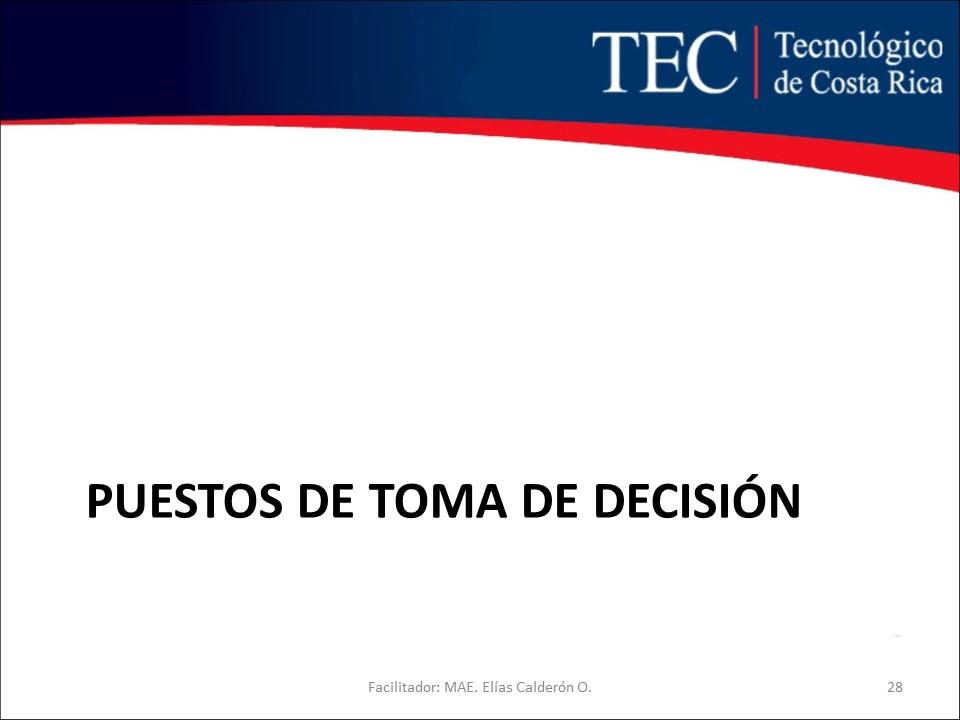 TEC
Tecnológico
de Costa Rica
PUESTOS DE TOMA DE DECISIÓN
Facilitador: MAE. Elías Calderón O.
28